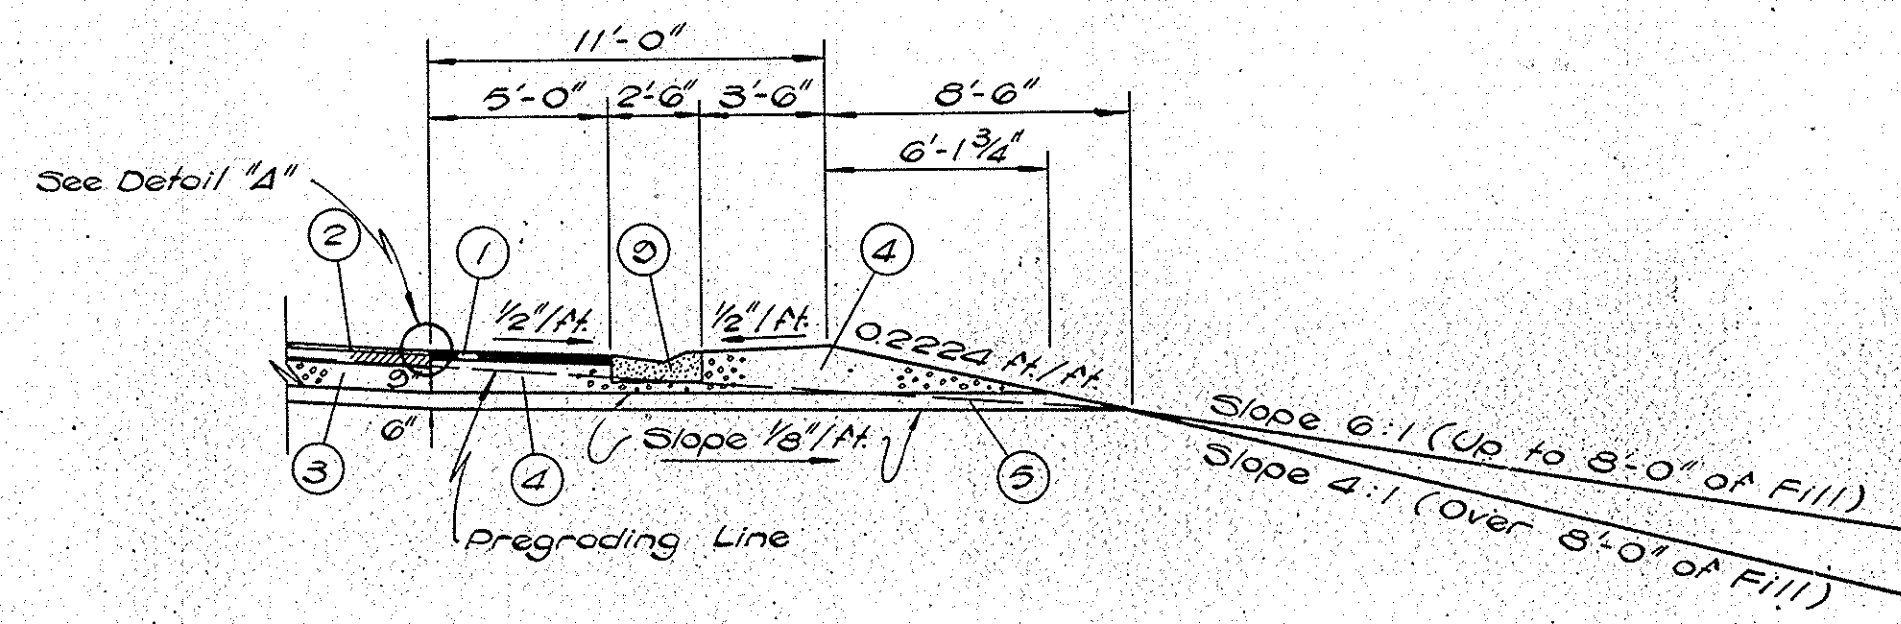 11'-0"
5'-0" 2'-6" 3'-6" 8'-6"
6'-1 3/4"
See Detail "A"
2 1 9 4
1/2"/ft. 1/2"/ft.
0.2224 ft./ft.
9"
6"
Slope 1/8"/ft.
3 4 5
Pregrading Line
Slope 6:1 (Up to 8'-0" of Fill)
Slope 4:1 (Over 8'-0" of Fill)